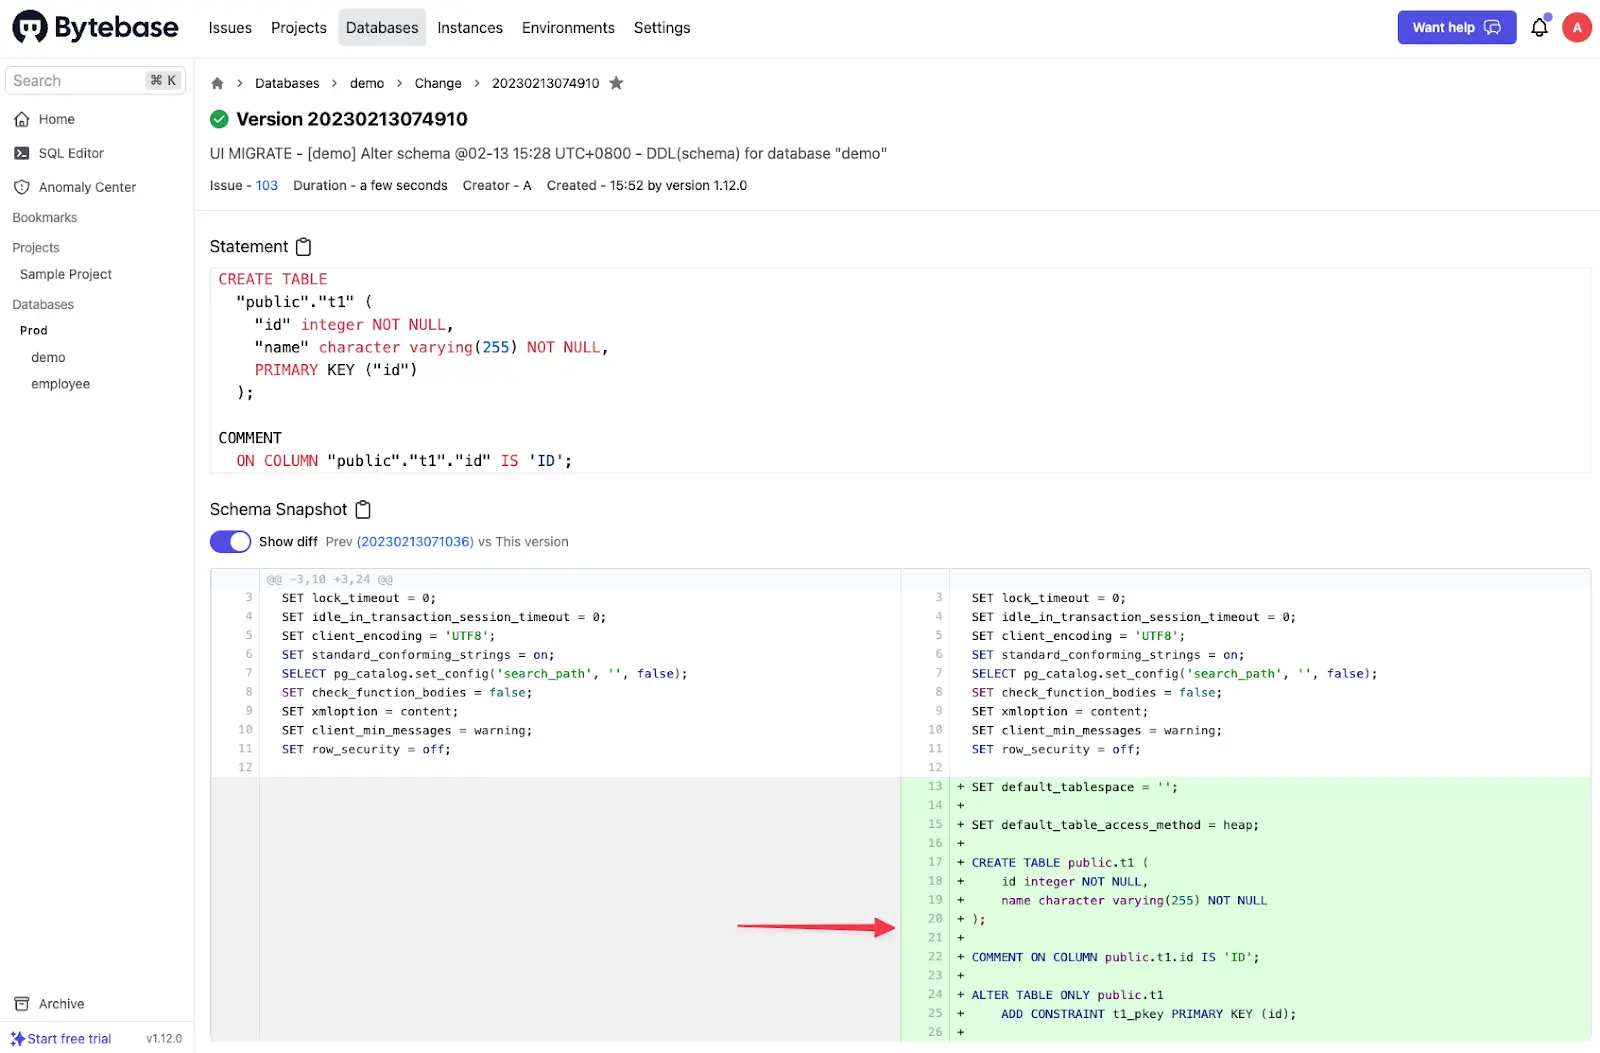 Bytebase
Issues Projects Databases Instances Environments Settings
Want help
A
Search ⌘ K
Home
SQL Editor
Anomaly Center
Bookmarks
Projects
Sample Project
Databases
Prod
demo
employee
Archive
Start free trial v1.12.0
> Databases > demo > Change > 20230213074910
Version 20230213074910
UI MIGRATE - [demo] Alter schema @02-13 15:28 UTC+0800 - DDL(schema) for database "demo"
Issue - 103 Duration - a few seconds Creator - A Created - 15:52 by version 1.12.0
Statement
CREATE TABLE
"public"."t1" (
"id" integer NOT NULL,
"name" character varying(255) NOT NULL,
PRIMARY KEY ("id")
);
COMMENT
ON COLUMN "public"."t1"."id" IS 'ID';
Schema Snapshot
Show diff Prev (20230213071036) vs This version
@@ -3,10 +3,24 @@
3 SET lock_timeout = 0;
4 SET idle_in_transaction_session_timeout = 0;
5 SET client_encoding = 'UTF8';
6 SET standard_conforming_strings = on;
7 SELECT pg_catalog.set_config('search_path', '', false);
8 SET check_function_bodies = false;
9 SET xmloption = content;
10 SET client_min_messages = warning;
11 SET row_security = off;
12
3 SET lock_timeout = 0;
4 SET idle_in_transaction_session_timeout = 0;
5 SET client_encoding = 'UTF8';
6 SET standard_conforming_strings = on;
7 SELECT pg_catalog.set_config('search_path', '', false);
8 SET check_function_bodies = false;
9 SET xmloption = content;
10 SET client_min_messages = warning;
11 SET row_security = off;
12
13 + SET default_tablespace = '';
14 +
15 + SET default_table_access_method = heap;
16 +
17 + CREATE TABLE public.t1 (
18 + id integer NOT NULL,
19 + name character varying(255) NOT NULL
20 + );
21 +
22 + COMMENT ON COLUMN public.t1.id IS 'ID';
23 +
24 + ALTER TABLE ONLY public.t1
25 + ADD CONSTRAINT t1_pkey PRIMARY KEY (id);
26 +